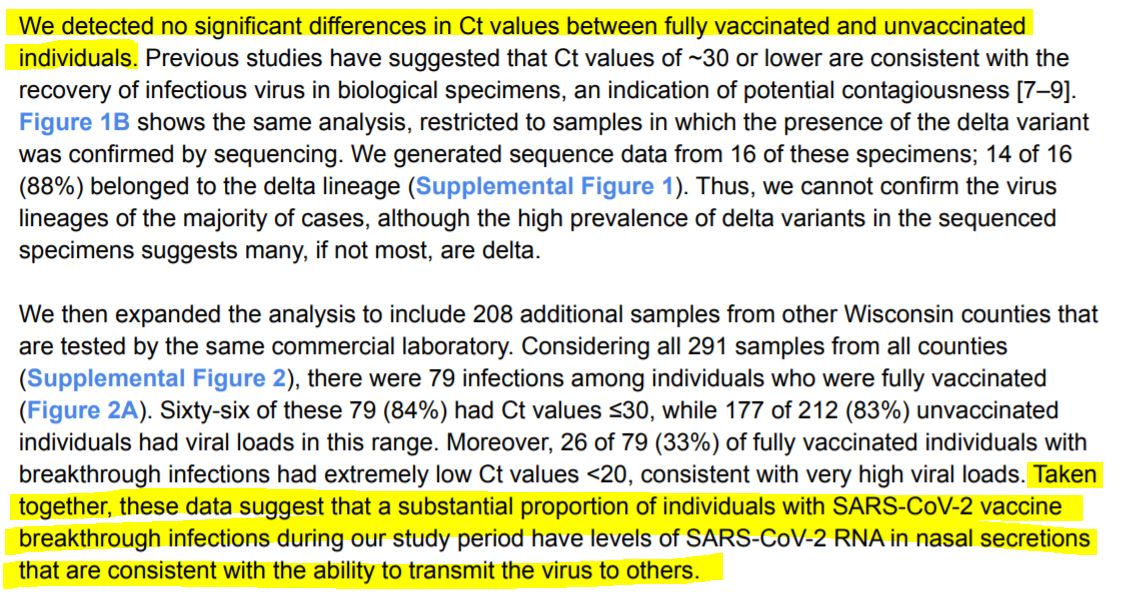 We detected no significant differences in Ct values between fully vaccinated and unvaccinated
individuals. Previous studies have suggested that Ct values of ~30 or lower are consistent with the
recovery of infectious virus in biological specimens, an indication of potential contagiousness [7–9].
Figure 1B shows the same analysis, restricted to samples in which the presence of the delta variant
was confirmed by sequencing. We generated sequence data from 16 of these specimens; 14 of 16
(88%) belonged to the delta lineage (Supplemental Figure 1). Thus, we cannot confirm the virus
lineages of the majority of cases, although the high prevalence of delta variants in the sequenced
specimens suggests many, if not most, are delta.
We then expanded the analysis to include 208 additional samples from other Wisconsin counties that
are tested by the same commercial laboratory. Considering all 291 samples from all counties
(Supplemental Figure 2), there were 79 infections among individuals who were fully vaccinated
(Figure 2A). Sixty-six of these 79 (84%) had Ct values ≤30, while 177 of 212 (83%) unvaccinated
individuals had viral loads in this range. Moreover, 26 of 79 (33%) of fully vaccinated individuals with
breakthrough infections had extremely low Ct values <20, consistent with very high viral loads. Taken
together, these data suggest that a substantial proportion of individuals with SARS-CoV-2 vaccine
breakthrough infections during our study period have levels of SARS-CoV-2 RNA in nasal secretions
that are consistent with the ability to transmit the virus to others.